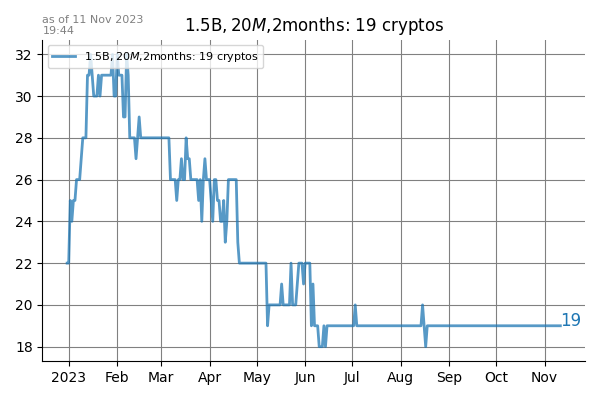 as of 11 Nov 2023
19:44
1.5B, 20M,2months: 19 cryptos
1.5B, 20M,2months: 19 cryptos
32
30
28
26
24
22
20
18
19
2023 Feb Mar Apr May Jun Jul Aug Sep Oct Nov